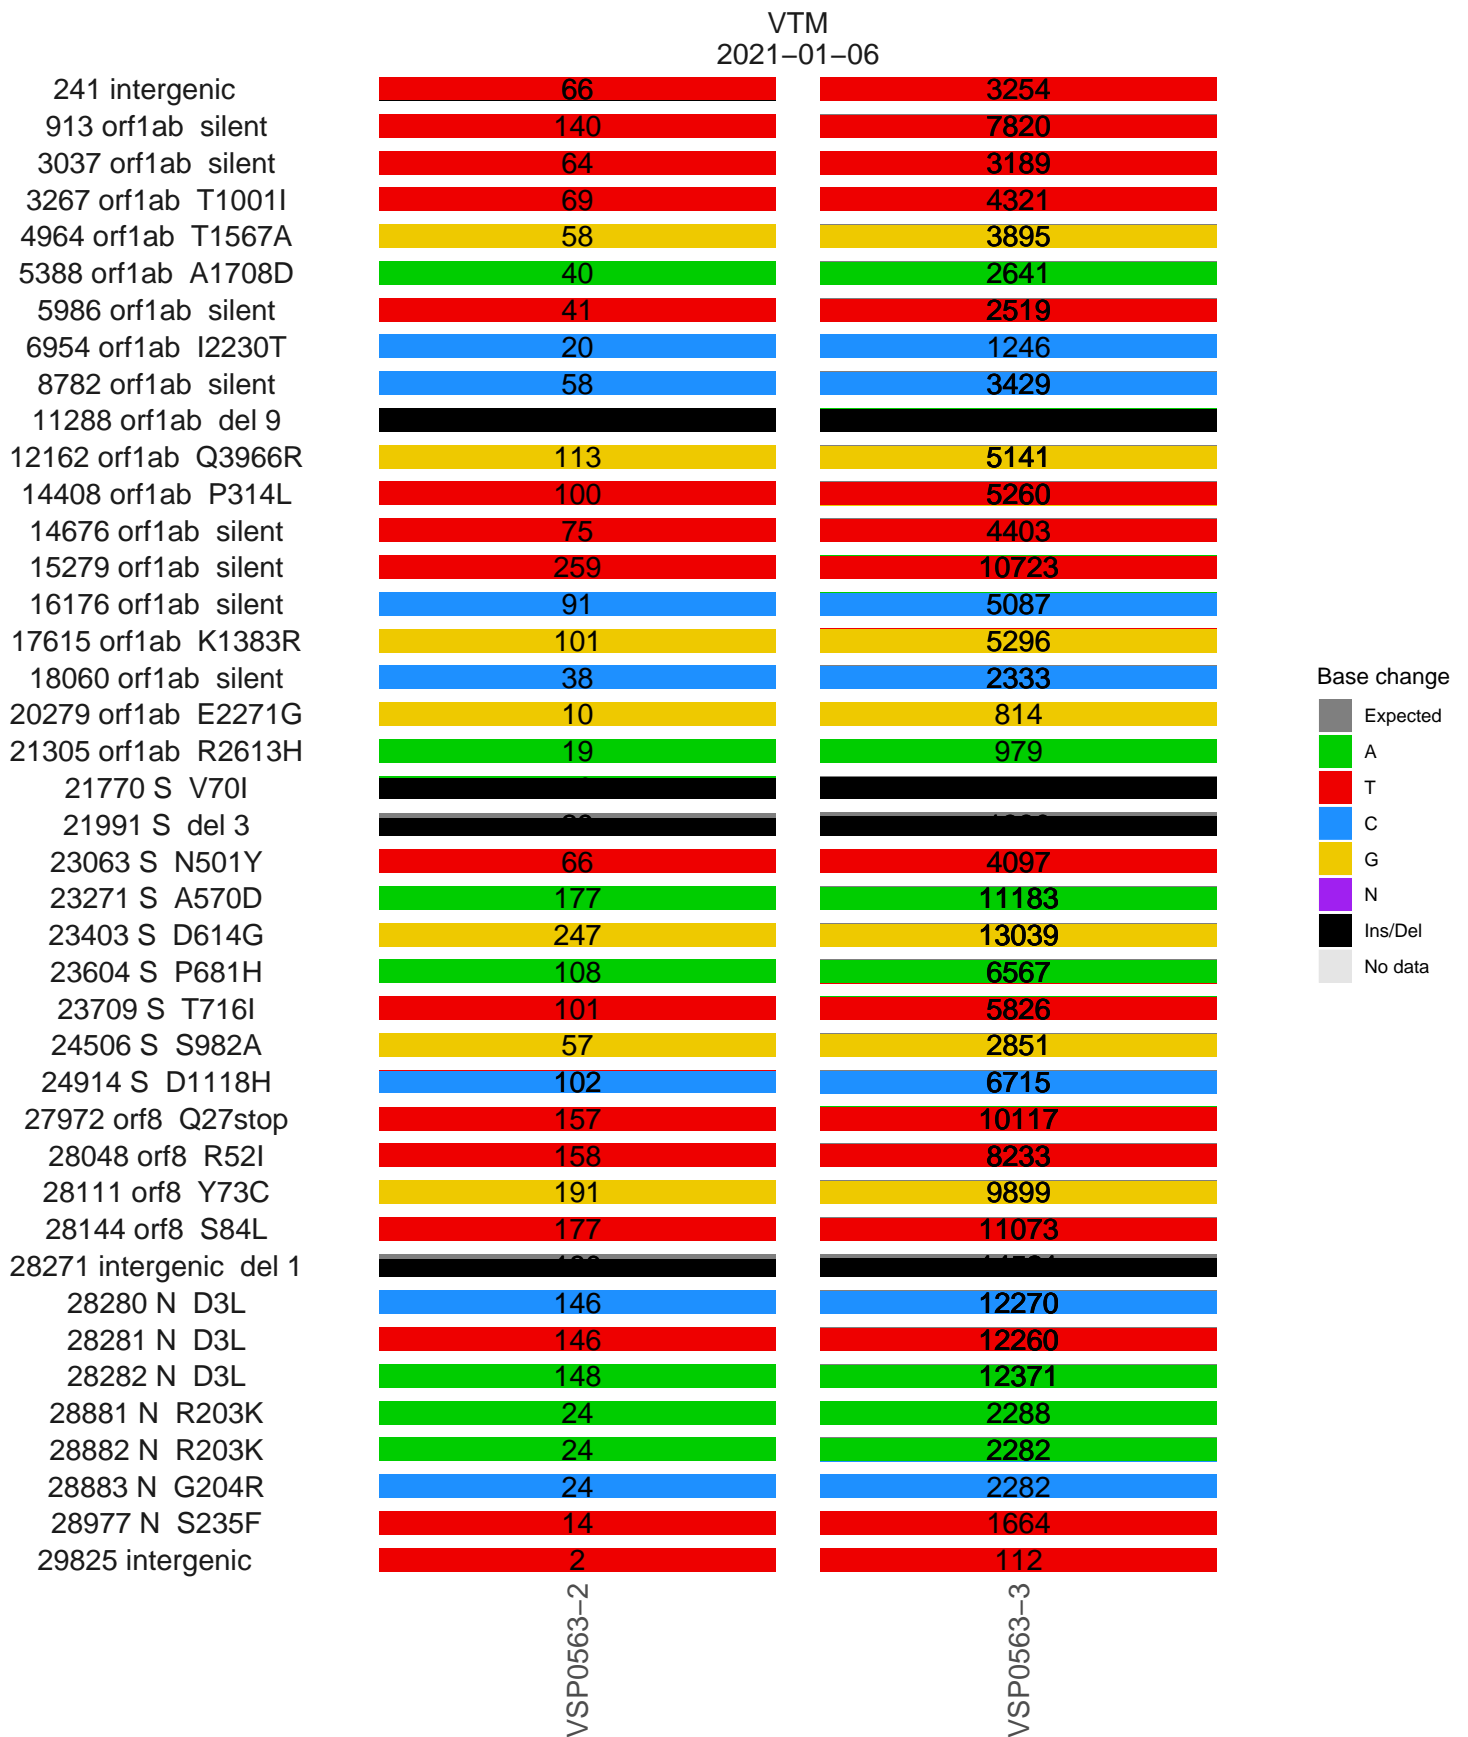 VTM
2021−01−06
241 intergenic 66 3254
913 orf1ab silent 140 7820
3037 orf1ab silent 64 3189
3267 orf1ab T1001I 69 4321
4964 orf1ab T1567A 58 3895
5388 orf1ab A1708D 40 2641
5986 orf1ab silent 41 2519
6954 orf1ab I2230T 20 1246
8782 orf1ab silent 58 3429
11288 orf1ab del 9
12162 orf1ab Q3966R 113 5141
14408 orf1ab P314L 100 5260
14676 orf1ab silent 75 4403
15279 orf1ab silent 259 10723
16176 orf1ab silent 91 5087
17615 orf1ab K1383R 101 5296
18060 orf1ab silent 38 2333
20279 orf1ab E2271G 10 814
21305 orf1ab R2613H 19 979
21770 S V70I
21991 S del 3
23063 S N501Y 66 4097
23271 S A570D 177 11183
23403 S D614G 247 13039
23604 S P681H 108 6567
23709 S T716I 101 5826
24506 S S982A 57 2851
24914 S D1118H 102 6715
27972 orf8 Q27stop 157 10117
28048 orf8 R52I 158 8233
28111 orf8 Y73C 191 9899
28144 orf8 S84L 177 11073
28271 intergenic del 1
28280 N D3L 146 12270
28281 N D3L 146 12260
28282 N D3L 148 12371
28881 N R203K 24 2288
28882 N R203K 24 2282
28883 N G204R 24 2282
28977 N S235F 14 1664
29825 intergenic 2 112
VSP0563−2
VSP0563−3
Base change
Expected
A
T
C
G
N
Ins/Del
No data